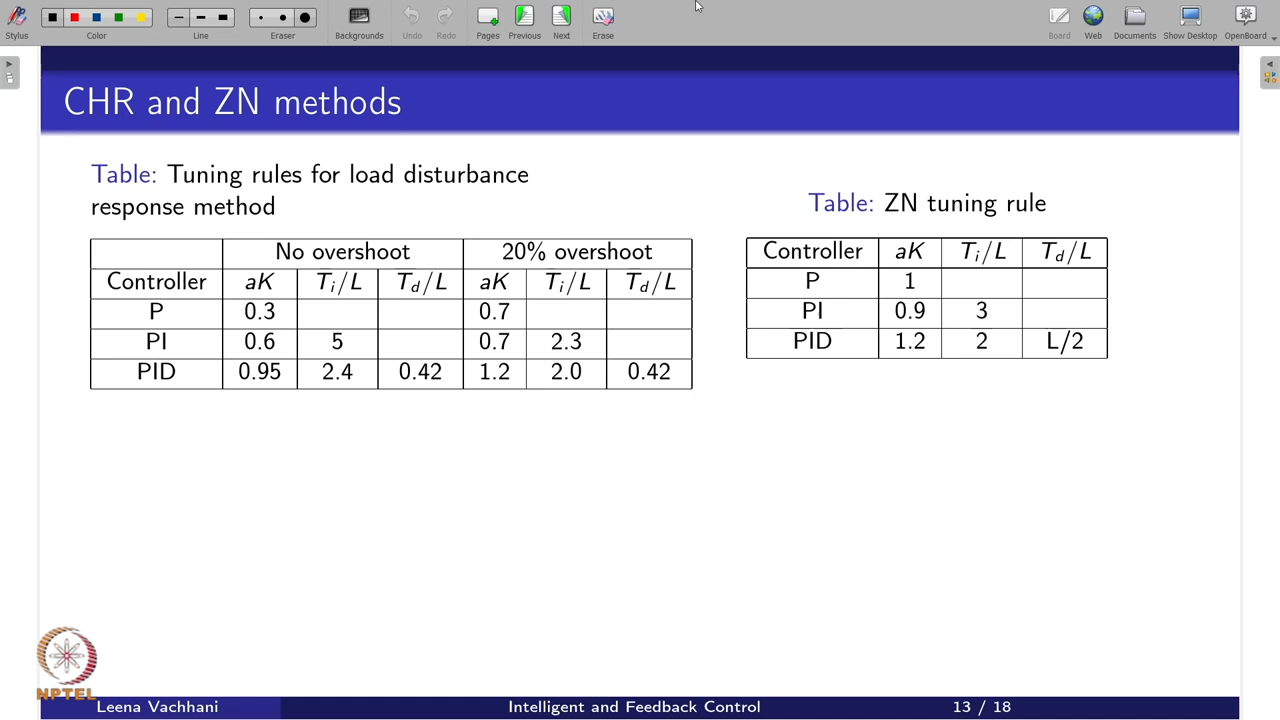 Stylus Color Line Eraser Backgrounds Undo Redo Pages Previous Next Erase Board Web Documents Show Desktop OpenBoard
CHR and ZN methods
Table: Tuning rules for load disturbance
response method
No overshoot 20% overshoot
Controller aK T_i/L T_d/L aK T_i/L T_d/L
P 0.3 0.7
PI 0.6 5 0.7 2.3
PID 0.95 2.4 0.42 1.2 2.0 0.42
Table: ZN tuning rule
Controller aK T_i/L T_d/L
P 1
PI 0.9 3
PID 1.2 2 L/2
NPTEL
Leena Vachhani Intelligent and Feedback Control 13 / 18